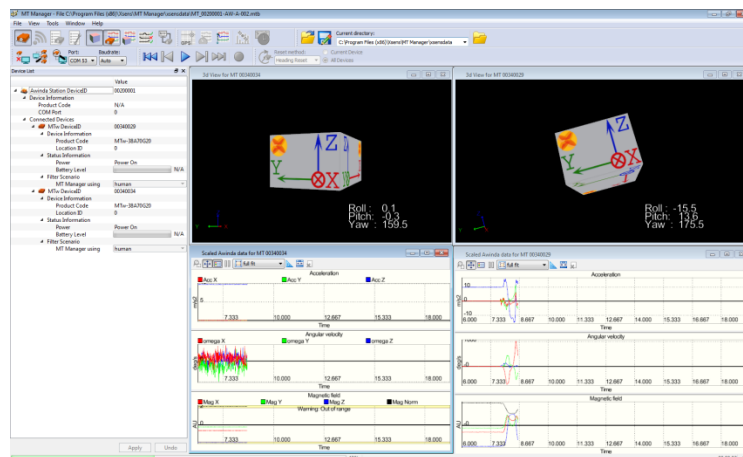 MT Manager - File C:\Program Files (x86)\Xsens\MT Manager\xsensdata\MT_00200001-AW-A-002.mtb
File View Tools Window Help
Current directory:
C:\Program Files (x86)\Xsens\MT Manager\xsensdata
Port: Baudrate: Reset method: Current Device
COM 33 Auto Heading Reset All Devices
Device List
Value
Awinda Station DeviceID 00200001
Device Information
Product Code N/A
COM Port 0
Connected Devices
MTw DeviceID 00340029
Device Information
Product Code MTw-38A70G20
Location ID 0
Status Information
Power Power On
Battery Level N/A
Filter Scenario
MT Manager using human
MTw DeviceID 00340034
Device Information
Product Code MTw-38A70G20
Location ID 0
Status Information
Power Power On
Battery Level N/A
Filter Scenario
MT Manager using human
Apply Undo
3d View for MT 00340034
Z
Y
X
Roll : 0.1
Pitch: -0.3
Yaw : 159.5
3d View for MT 00340029
Z
Y
X
Roll : -15.5
Pitch: 13.6
Yaw : 175.5
Scaled Awinda data for MT 00340034
full fit
Acceleration
Acc X Acc Y Acc Z
m/s2
5
7.333 10.000 12.667 15.333 18.000
Time
Angular velocity
omega X omega Y omega Z
deg/s
7.333 10.000 12.667 15.333 18.000
Time
Magnetic field
Mag X Mag Y Mag Z Mag Norm
Warning: Out of range
AU
7.333 10.000 12.667 15.333 18.000
Time
Scaled Awinda data for MT 00340029
full fit
Acceleration
m/s2
10
0
-10
6.000 7.333 8.667 10.000 11.333 12.667 14.000 15.333 16.667 18.000
Time
Angular velocity
1000
deg/s
-0
6.000 7.333 8.667 10.000 11.333 12.667 14.000 15.333 16.667 18.000
Time
Magnetic field
AU
-0
6.000 7.333 8.667 10.000 11.333 12.667 14.000 15.333 16.667 18.000
Time